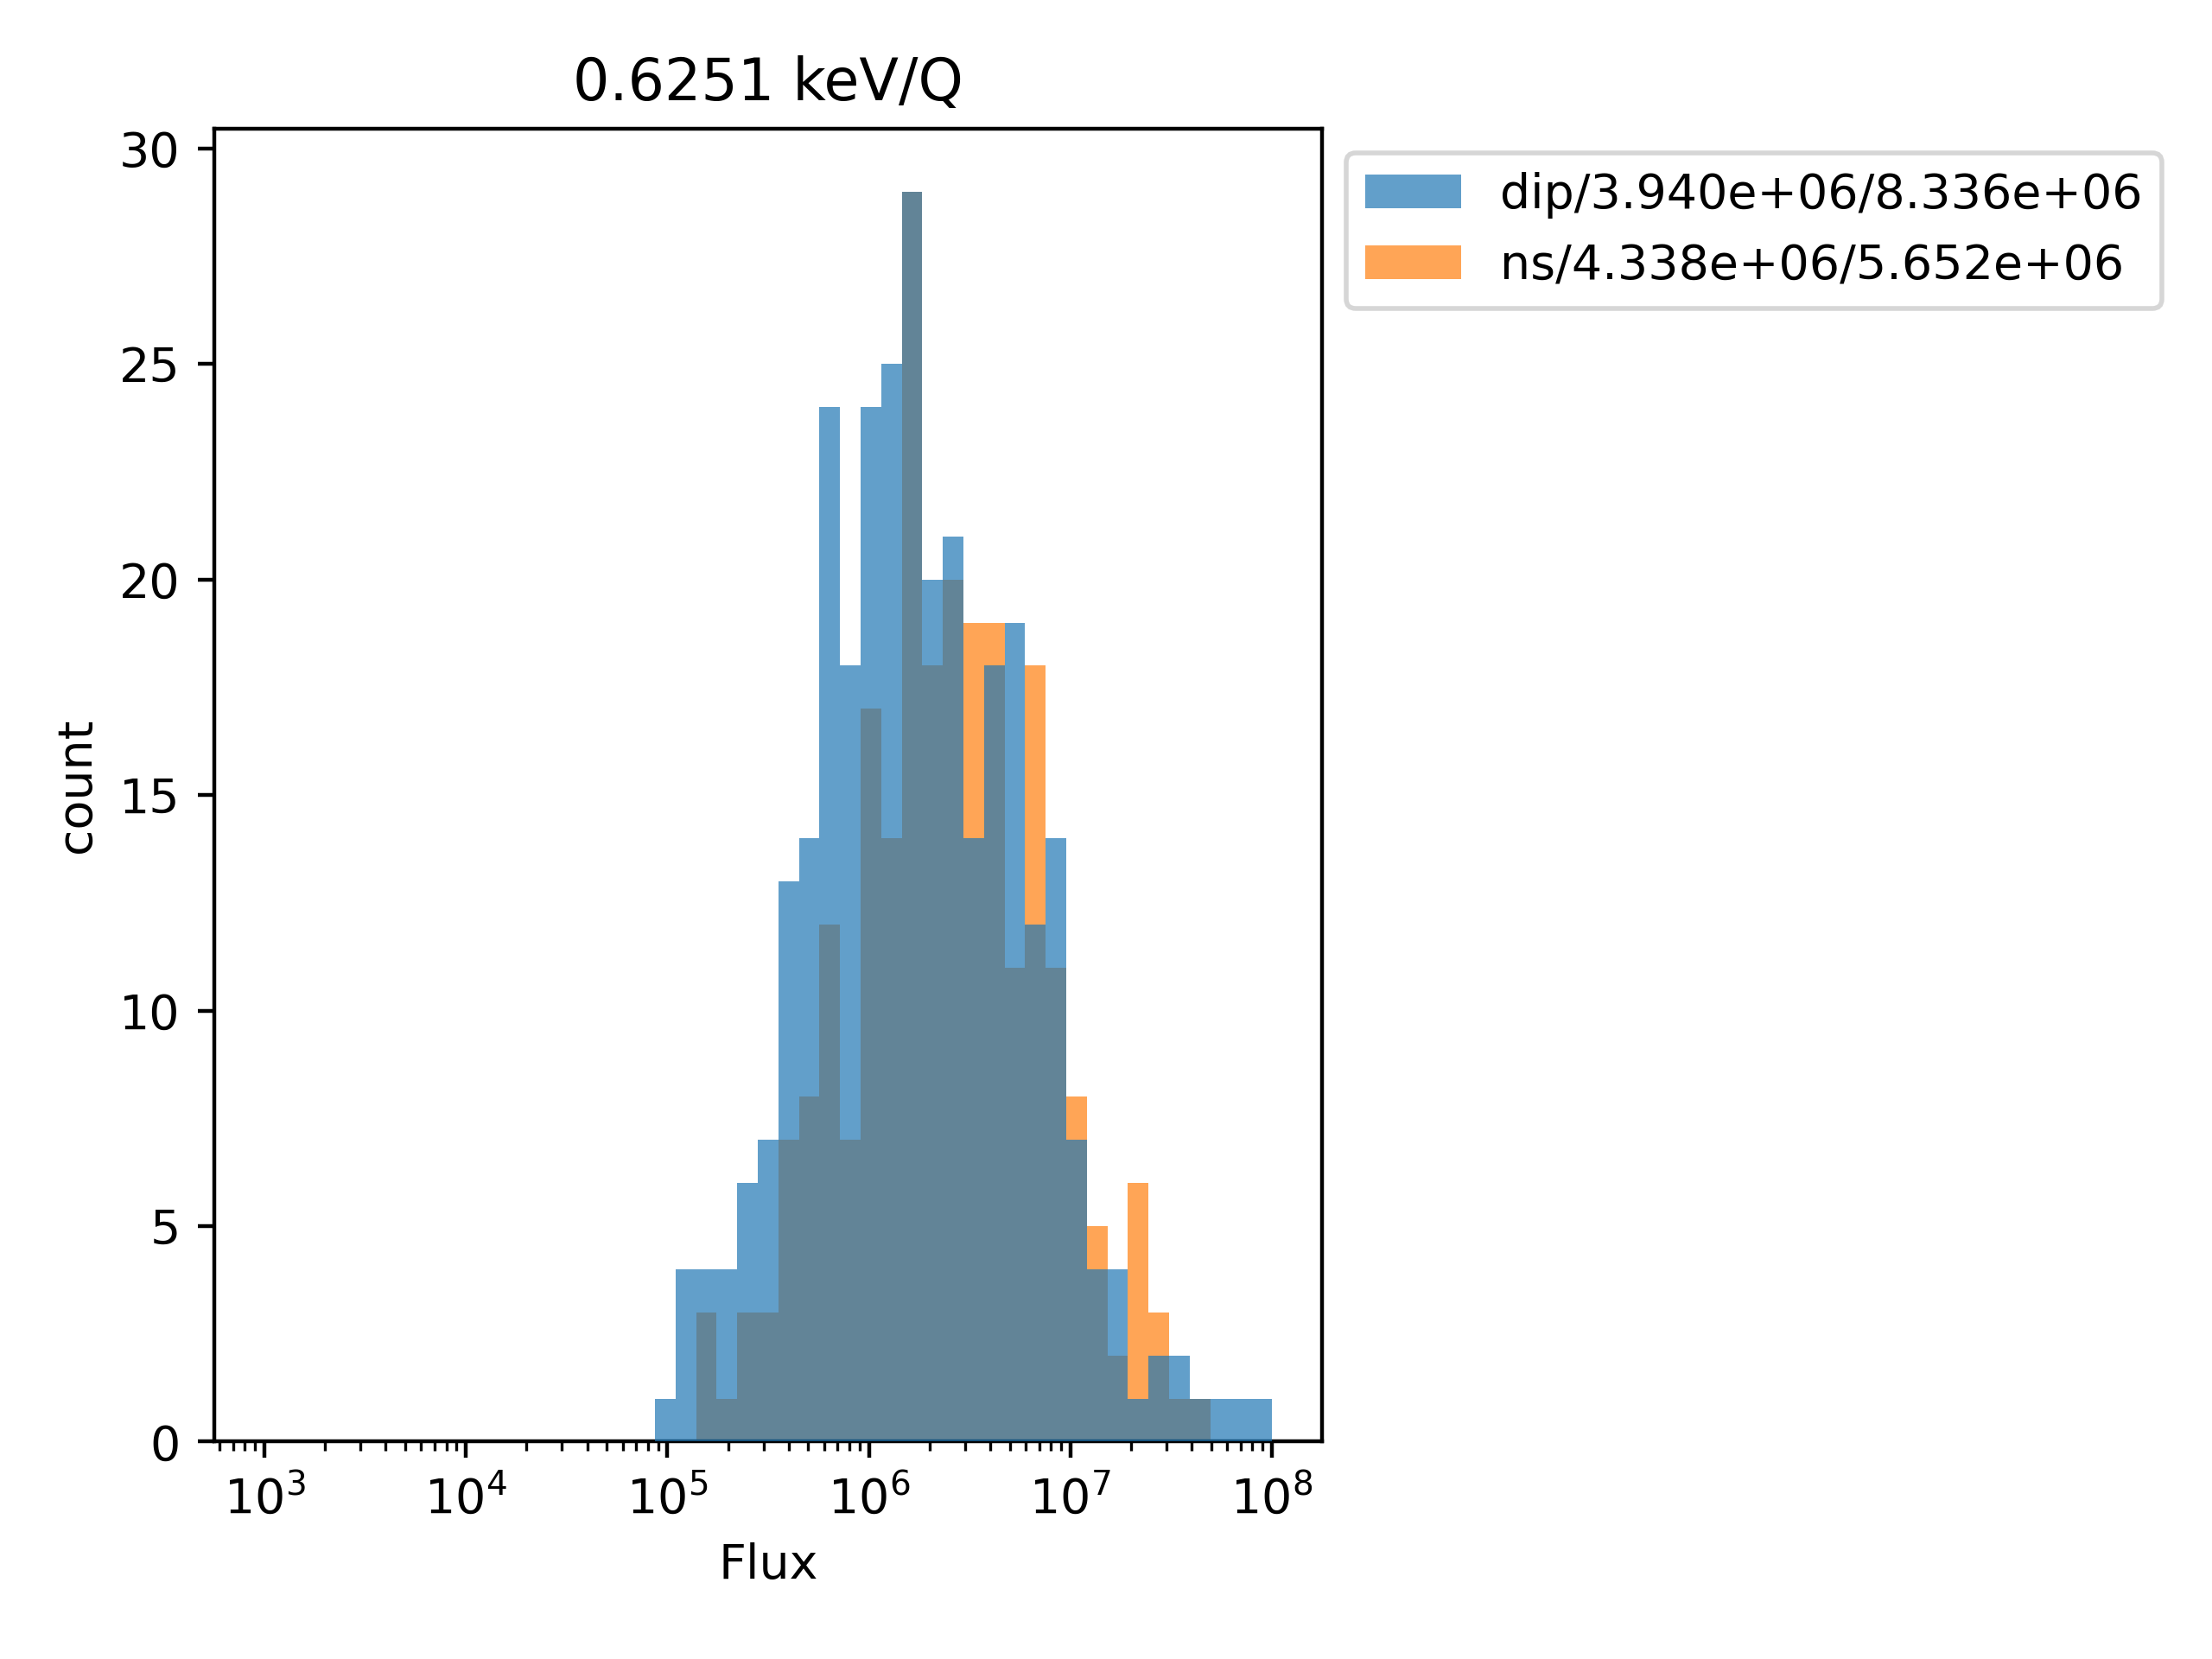 0.6251 keV/Q
dip/3.940e+06/8.336e+06
ns/4.338e+06/5.652e+06
30
25
20
15
10
5
0
count
10³ 10⁴ 10⁵ 10⁶ 10⁷ 10⁸
Flux